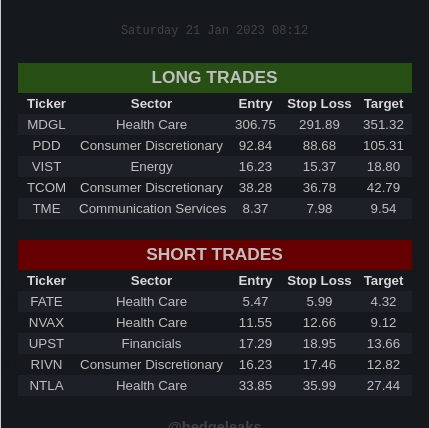 Saturday 21 Jan 2023 08:12
LONG TRADES
Ticker Sector Entry Stop Loss Target
MDGL Health Care 306.75 291.89 351.32
PDD Consumer Discretionary 92.84 88.68 105.31
VIST Energy 16.23 15.37 18.80
TCOM Consumer Discretionary 38.28 36.78 42.79
TME Communication Services 8.37 7.98 9.54
SHORT TRADES
Ticker Sector Entry Stop Loss Target
FATE Health Care 5.47 5.99 4.32
NVAX Health Care 11.55 12.66 9.12
UPST Financials 17.29 18.95 13.66
RIVN Consumer Discretionary 16.23 17.46 12.82
NTLA Health Care 33.85 35.99 27.44
@hedgeleaks